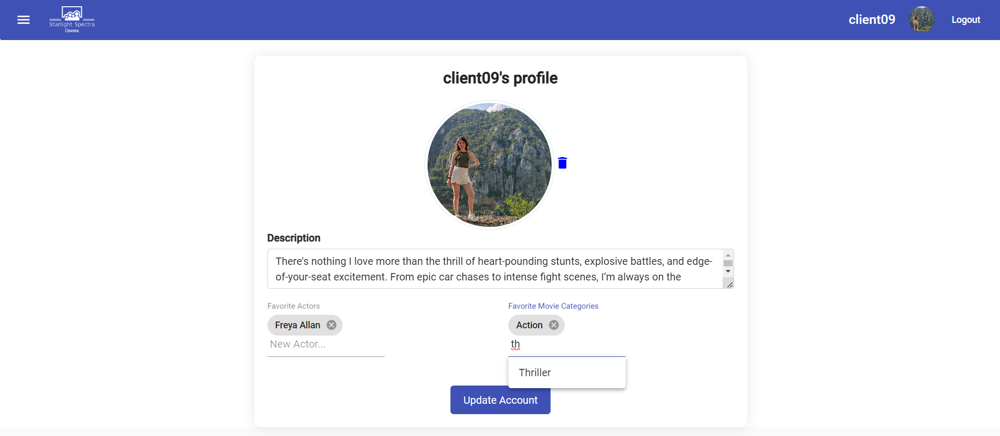 Starlight Spectra
Cinema
client09
Logout
client09's profile
Description
There's nothing I love more than the thrill of heart-pounding stunts, explosive battles, and edge-
of-your-seat excitement. From epic car chases to intense fight scenes, I’m always on the
Favorite Actors
Freya Allan
New Actor...
Favorite Movie Categories
Action
th
Thriller
Update Account